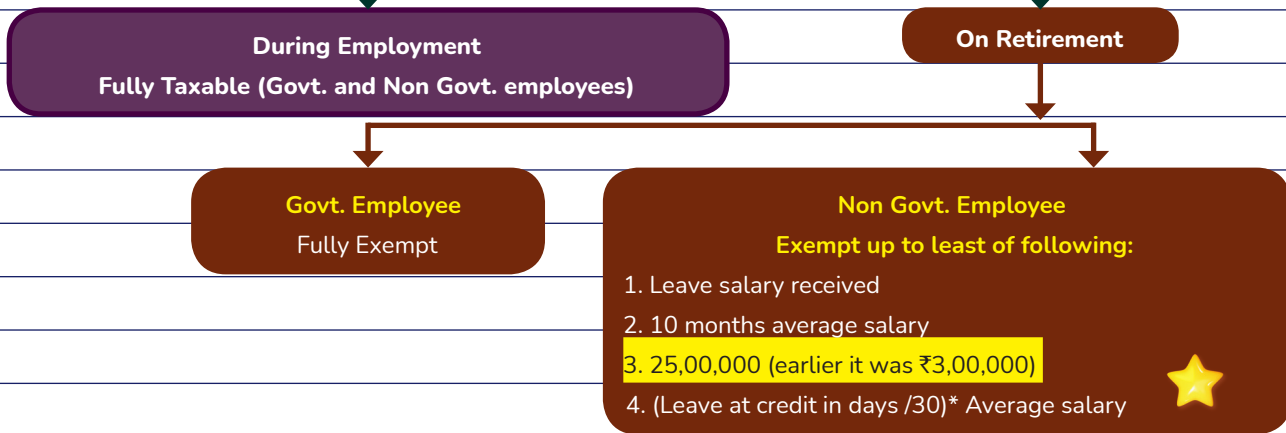 During Employment
Fully Taxable (Govt. and Non Govt. employees)
On Retirement
Govt. Employee
Fully Exempt
Non Govt. Employee
Exempt up to least of following:
1. Leave salary received
2. 10 months average salary
3. 25,00,000 (earlier it was ₹3,00,000)
4. (Leave at credit in days /30)* Average salary